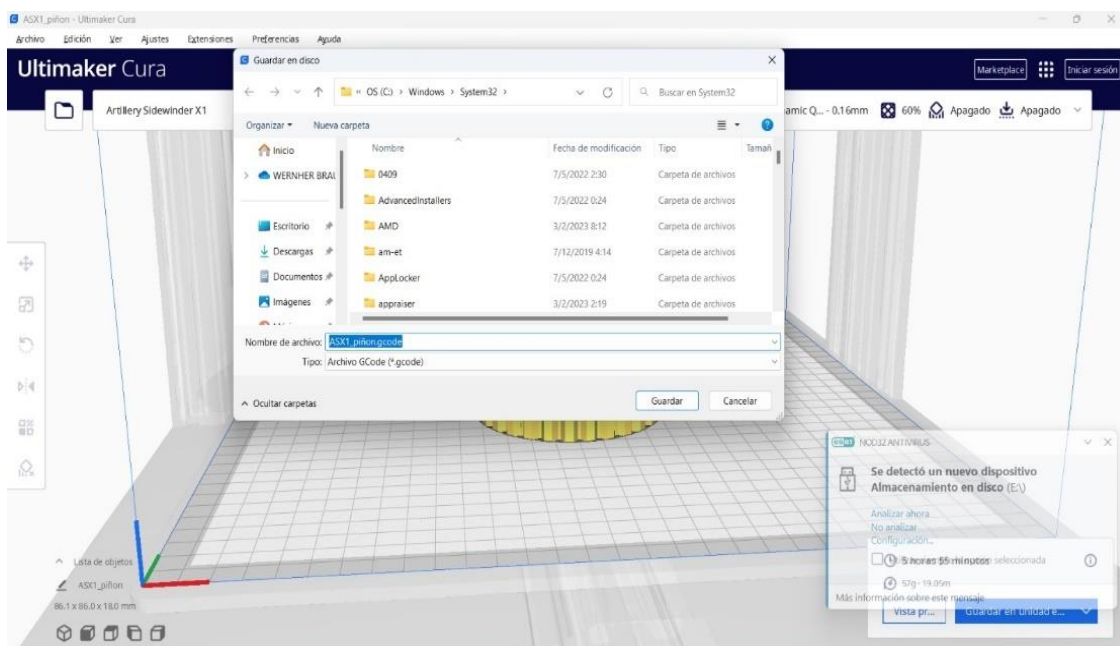 ASX1_piñon - Ultimaker Cura
Archivo Edición Ver Ajustes Extensiones Preferencias Ayuda
Ultimaker Cura
Marketplace
Iniciar sesión
Artillery Sidewinder X1
amic Q... - 0.16mm 60% Apagado Apagado
Guardar en disco
« OS (C:) > Windows > System32 >
Buscar en System32
Organizar Nueva carpeta
Nombre Fecha de modificación Tipo Tamañ
Inicio
WERNHER BRAU
Escritorio
Descargas
Documentos
Imágenes
0409 7/5/2022 2:30 Carpeta de archivos
AdvancedInstallers 7/5/2022 0:24 Carpeta de archivos
AMD 3/2/2023 8:12 Carpeta de archivos
am-et 7/12/2019 4:14 Carpeta de archivos
AppLocker 7/5/2022 0:24 Carpeta de archivos
appraiser 3/2/2023 2:19 Carpeta de archivos
Nombre de archivo: ASX1_piñon.gcode
Tipo: Archivo GCode (*.gcode)
Ocultar carpetas
Guardar Cancelar
Lista de objetos
ASX1_piñon
86.1 x 86.0 x 18.0 mm
eset NOD32 ANTIVIRUS
Se detectó un nuevo dispositivo
Almacenamiento en disco (E:\)
Analizar ahora
No analizar
Configuración...
5 horas 55 minutos
seleccionada
57g · 19.05m
Más información sobre este mensaje
Vista pr... Guardar en unidad e...